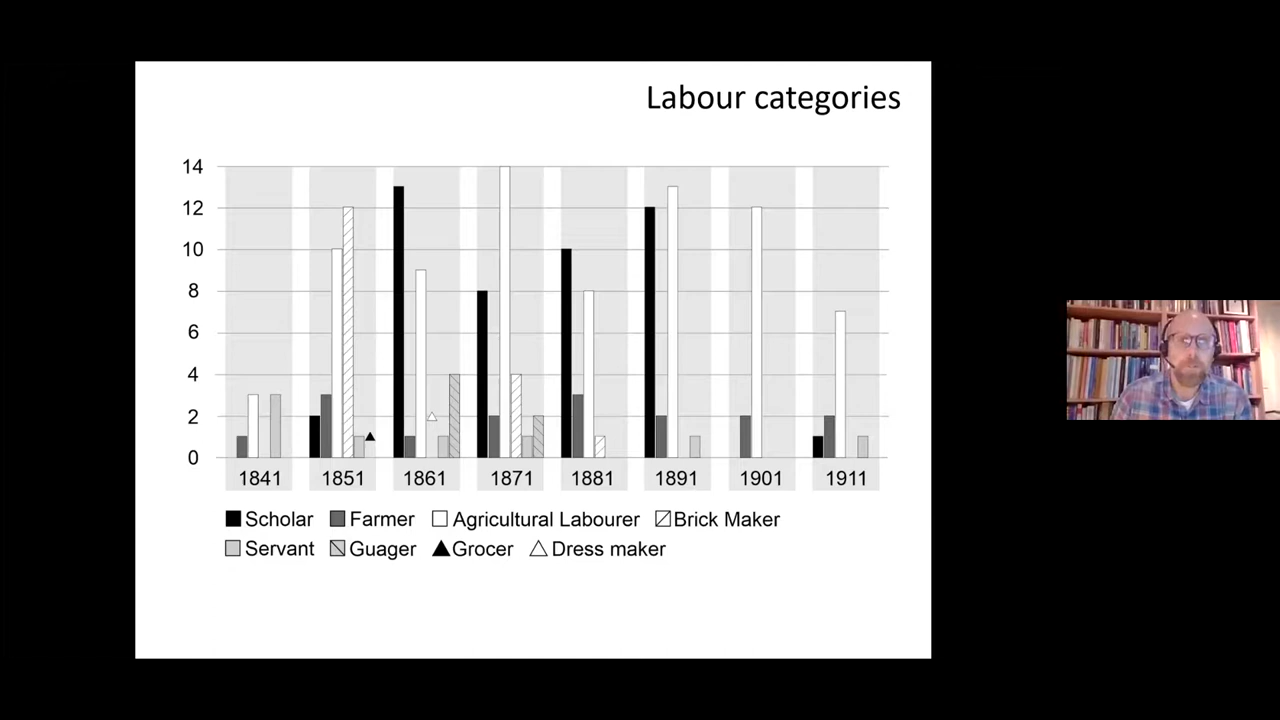 Labour categories
14
12
10
8
6
4
2
0
1841 1851 1861 1871 1881 1891 1901 1911
Scholar Farmer Agricultural Labourer Brick Maker
Servant Guager Grocer Dress maker